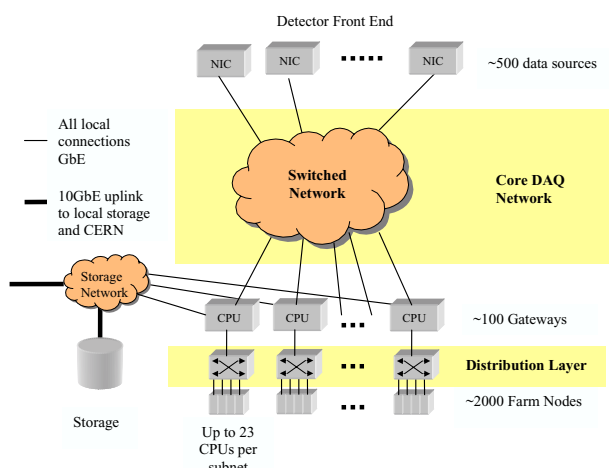 Detector Front End
NIC
NIC
NIC
~500 data sources
All local
connections
GbE
Switched
Network
Core DAQ
Network
10GbE uplink
to local storage
and CERN
Storage
Network
CPU
CPU
CPU
~100 Gateways
Distribution Layer
~2000 Farm Nodes
Storage
Up to 23
CPUs per
subnet